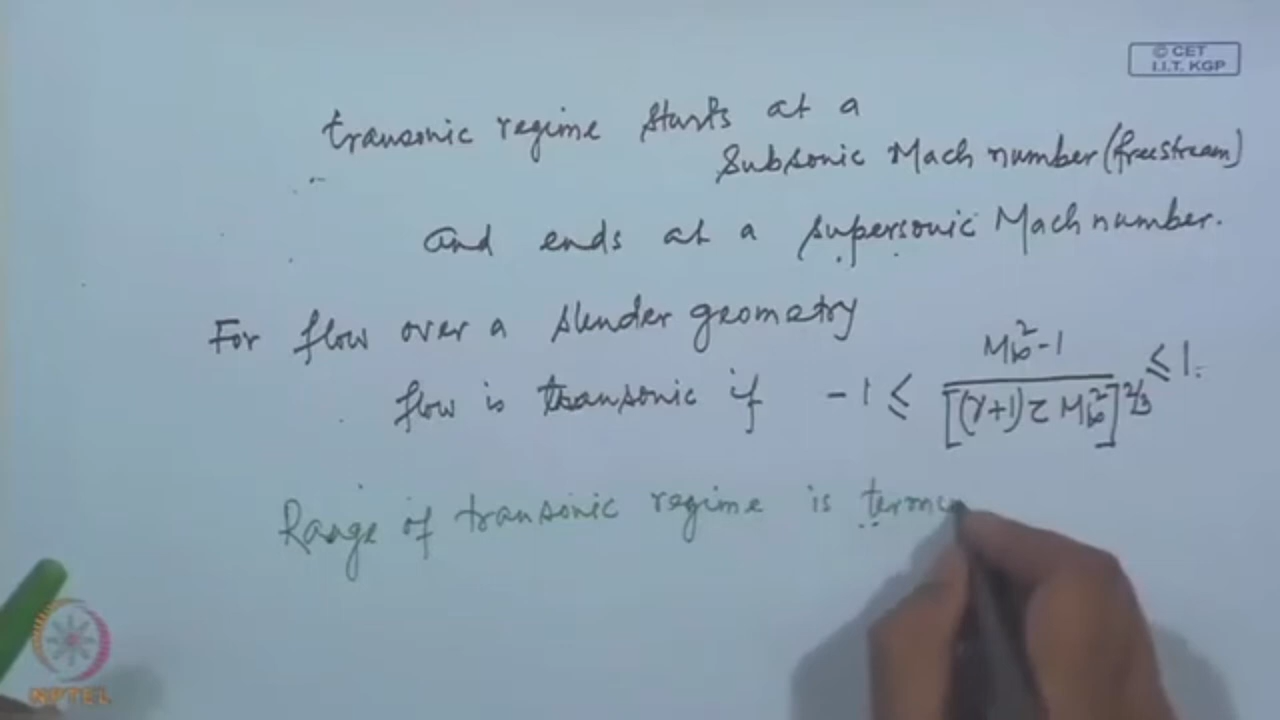 © CET
I.I.T. KGP
transonic regime starts at a
Subsonic Mach number (freestream)
and ends at a supersonic Mach number.
For flow over a slender geometry
flow is transonic if -1 ≤ M∞²-1 / [(γ+1)τ M∞²]^2/3 ≤ 1.
Range of transonic regime is
NPTEL